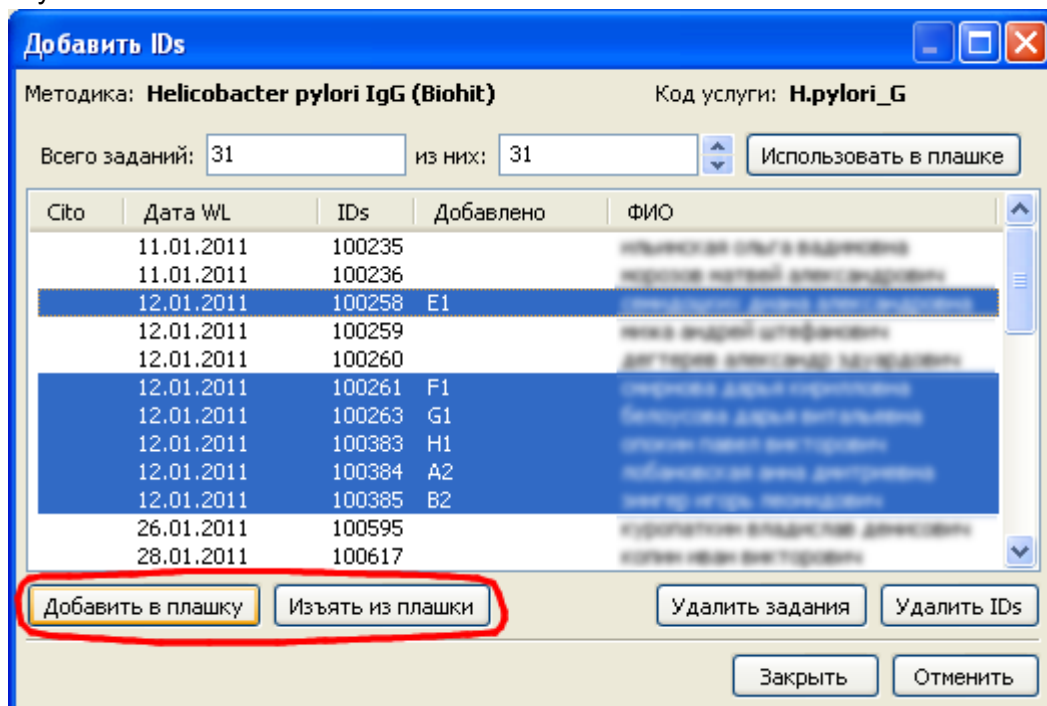 Добавить IDs
Методика: Helicobacter pylori IgG (Biohit) Код услуги: H.pylori_G
Всего заданий: 31 из них: 31 Использовать в плашке
Cito Дата WL IDs Добавлено ФИО
11.01.2011 100235
11.01.2011 100236
12.01.2011 100258 E1
12.01.2011 100259
12.01.2011 100260
12.01.2011 100261 F1
12.01.2011 100263 G1
12.01.2011 100383 H1
12.01.2011 100384 A2
12.01.2011 100385 B2
26.01.2011 100595
28.01.2011 100617
Добавить в плашку Изъять из плашки Удалить задания Удалить IDs
Закрыть Отменить